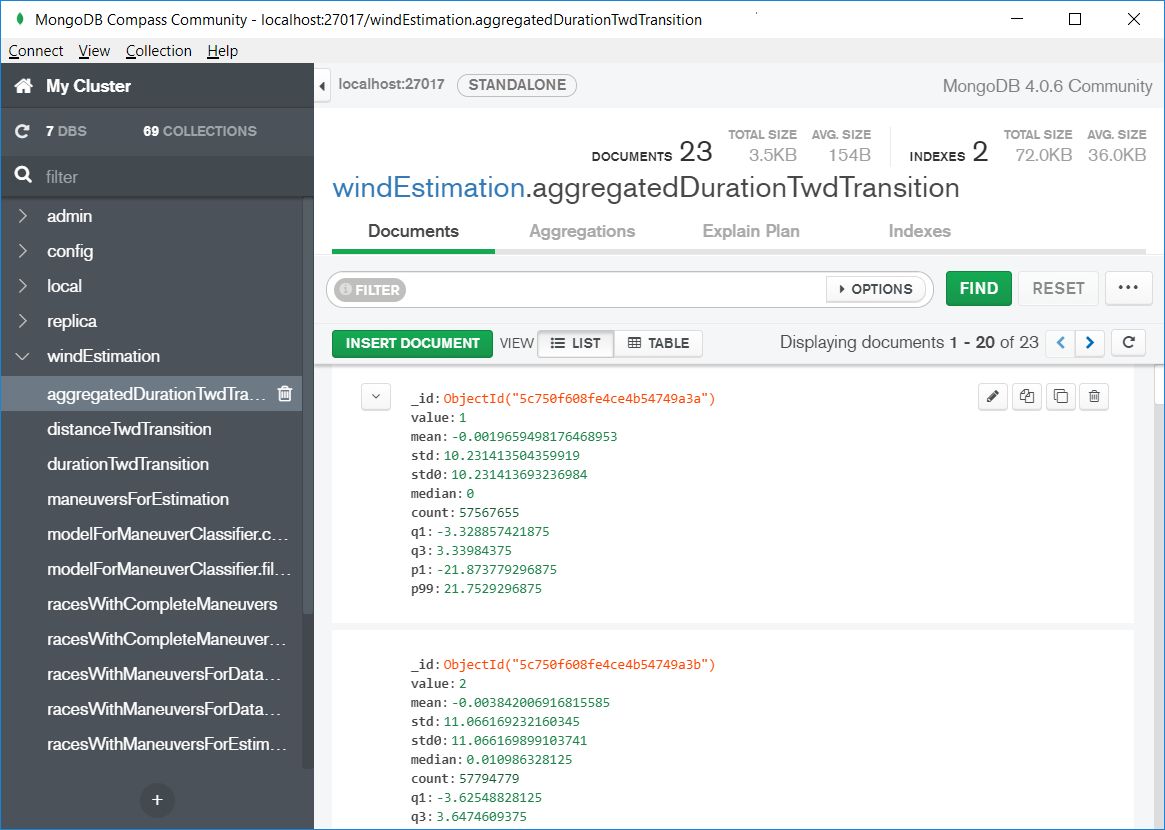 MongoDB Compass Community - localhost:27017/windEstimation.aggregatedDurationTwdTransition
Connect View Collection Help
My Cluster
7 DBS 69 COLLECTIONS
filter
admin
config
local
replica
windEstimation
aggregatedDurationTwdTra...
distanceTwdTransition
durationTwdTransition
maneuversForEstimation
modelForManeuverClassifier.c...
modelForManeuverClassifier.fil...
racesWithCompleteManeuvers
racesWithCompleteManeuver...
racesWithManeuversForData...
racesWithManeuversForData...
racesWithManeuversForEstim...
+
localhost:27017 STANDALONE MongoDB 4.0.6 Community
DOCUMENTS 23 TOTAL SIZE 3.5KB AVG. SIZE 154B INDEXES 2 TOTAL SIZE 72.0KB AVG. SIZE 36.0KB
windEstimation.aggregatedDurationTwdTransition
Documents Aggregations Explain Plan Indexes
FILTER OPTIONS FIND RESET ...
INSERT DOCUMENT VIEW LIST TABLE Displaying documents 1 - 20 of 23
_id: ObjectId("5c750f608fe4ce4b54749a3a")
value: 1
mean: -0.0019659498176468953
std: 10.231413504359919
std0: 10.231413693236984
median: 0
count: 57567655
q1: -3.328857421875
q3: 3.33984375
p1: -21.873779296875
p99: 21.7529296875
_id: ObjectId("5c750f608fe4ce4b54749a3b")
value: 2
mean: -0.003842006916815585
std: 11.066169232160345
std0: 11.066169899103741
median: 0.010986328125
count: 57794779
q1: -3.62548828125
q3: 3.6474609375